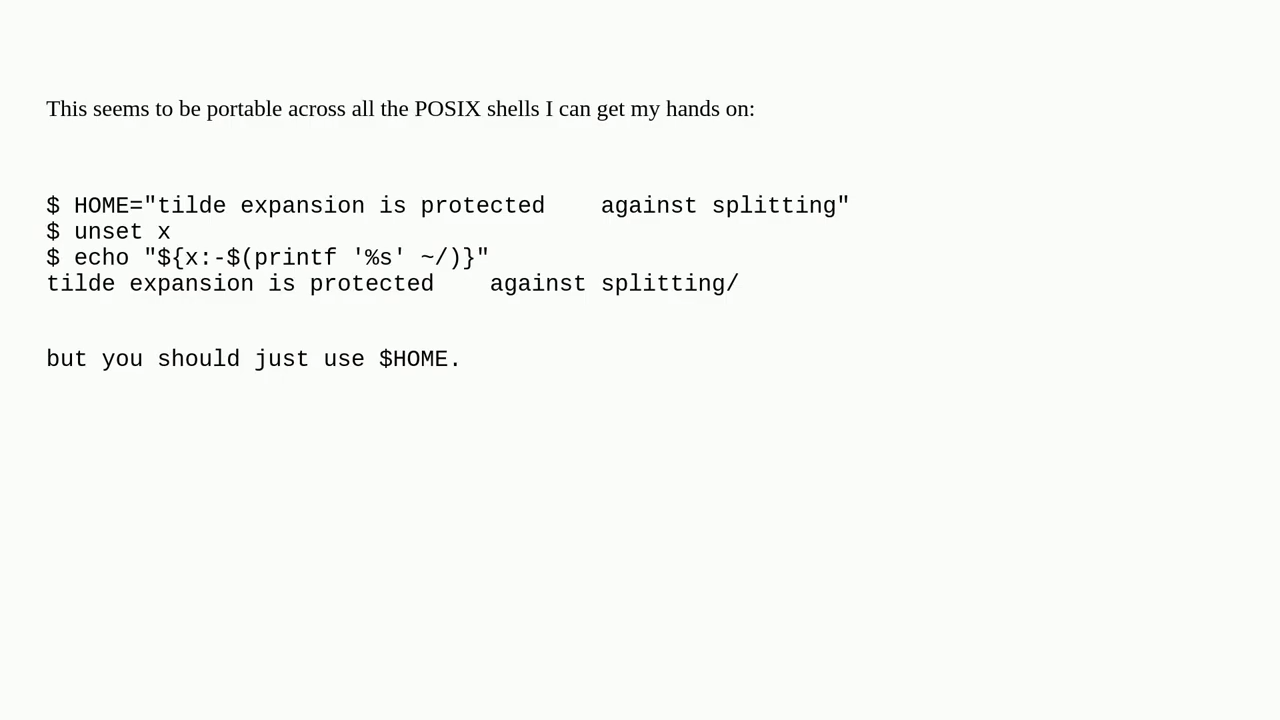 This seems to be portable across all the POSIX shells I can get my hands on:
$ HOME="tilde expansion is protected    against splitting"
$ unset x
$ echo "${x:-$(printf '%s' ~/)}"
tilde expansion is protected    against splitting/
but you should just use $HOME.